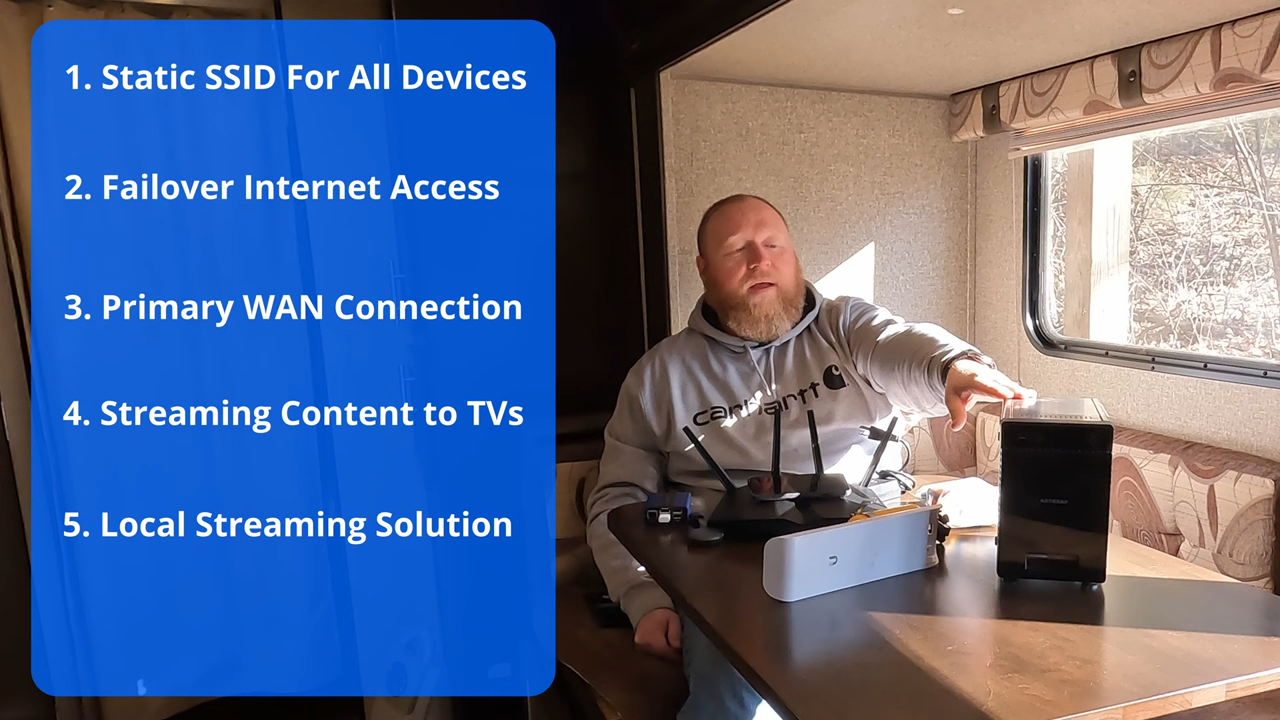 1. Static SSID For All Devices
2. Failover Internet Access
3. Primary WAN Connection
4. Streaming Content to TVs
5. Local Streaming Solution
carhartt
NETGEAR